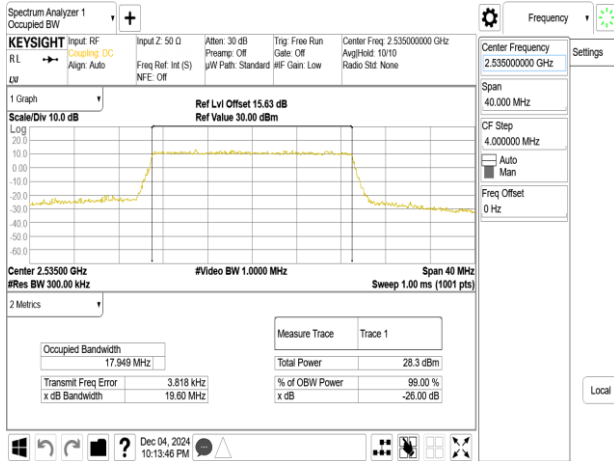 Spectrum Analyzer 1
Occupied BW
+
Frequency
KEYSIGHT
RL
LXI
Input: RF
Coupling: DC
Align: Auto
Input Z: 50 Ω
Freq Ref: Int (S)
NFE: Off
Atten: 30 dB
Preamp: Off
µW Path: Standard
Trig: Free Run
Gate: Off
#IF Gain: Low
Center Freq: 2.535000000 GHz
Avg|Hold: 10/10
Radio Std: None
Center Frequency
2.535000000 GHz
Settings
Span
40.000 MHz
CF Step
4.000000 MHz
Auto
Man
Freq Offset
0 Hz
Local
1 Graph
Scale/Div 10.0 dB
Ref Lvl Offset 15.63 dB
Ref Value 30.00 dBm
Log
20.0
10.0
0.00
-10.0
-20.0
-30.0
-40.0
-50.0
-60.0
Center 2.53500 GHz
#Video BW 1.0000 MHz
Span 40 MHz
#Res BW 300.00 kHz
Sweep 1.00 ms (1001 pts)
2 Metrics
Measure Trace Trace 1
Occupied Bandwidth
17.949 MHz
Total Power 28.3 dBm
Transmit Freq Error 3.818 kHz
% of OBW Power 99.00 %
x dB Bandwidth 19.60 MHz
x dB -26.00 dB
?
Dec 04, 2024
10:13:46 PM